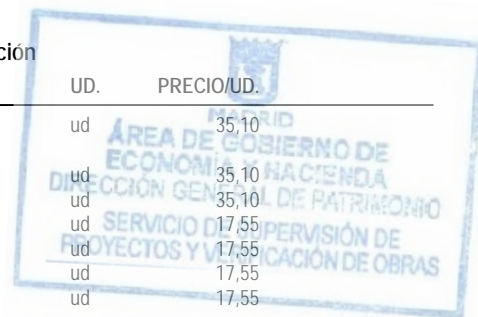 ción
UD. PRECIO/UD.
MADRID
ud 35,10
ÁREA DE GOBIERNO DE
ECONOMÍA Y HACIENDA
ud 35,10
DIRECCIÓN GENERAL DE PATRIMONIO
ud 35,10
SERVICIO DE SUPERVISIÓN DE
ud 17,55
PROYECTOS Y VERIFICACIÓN DE OBRAS
ud 17,55
ud 17,55
ud 17,55